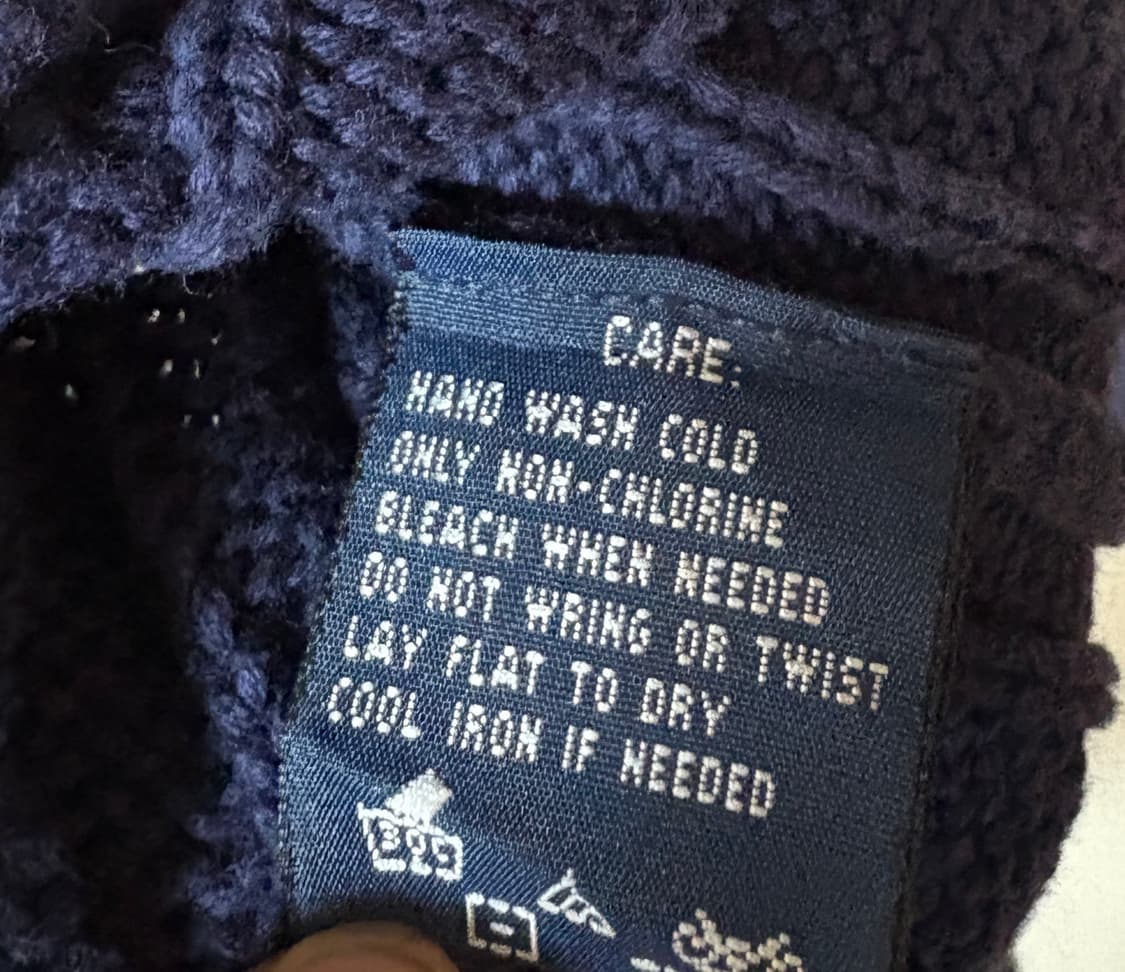 CARE:
HAND WASH COLD
ONLY NON-CHLORINE
BLEACH WHEN NEEDED
DO NOT WRING OR TWIST
LAY FLAT TO DRY
COOL IRON IF NEEDED
30C